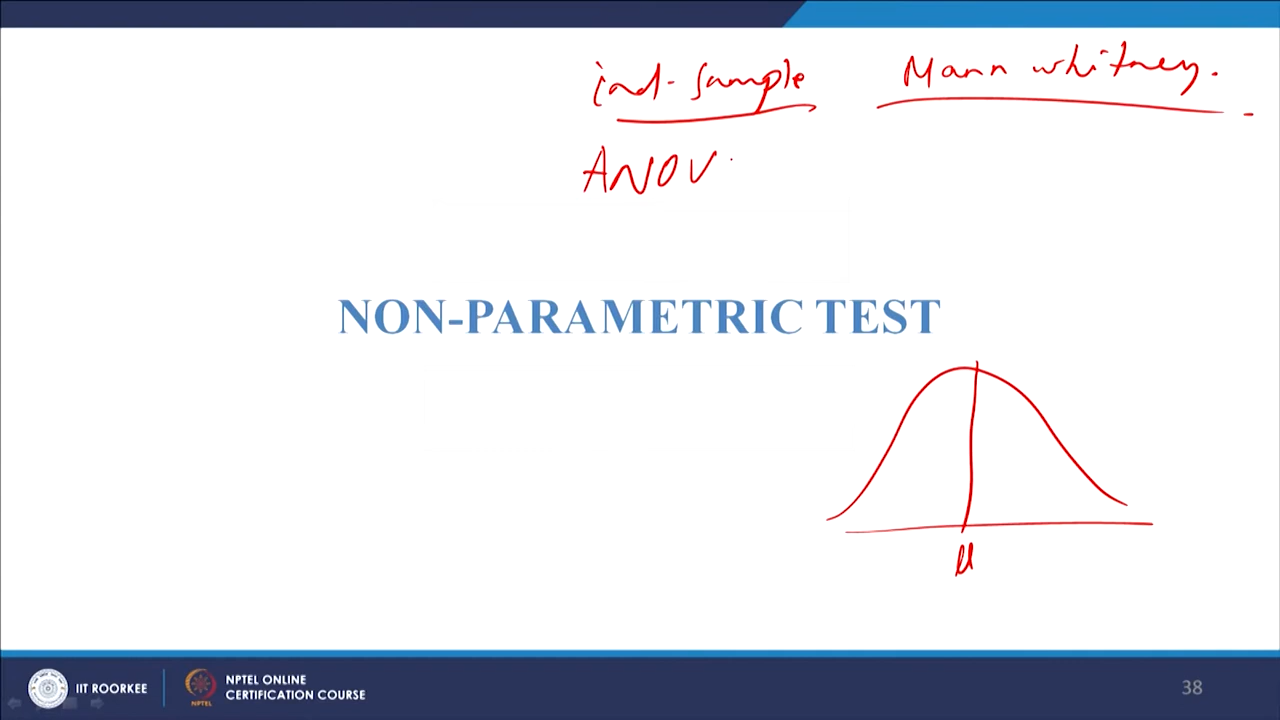 ind-sample Mann whitney.
ANOV
NON-PARAMETRIC TEST
μ
IIT ROORKEE
NPTEL ONLINE
CERTIFICATION COURSE
38